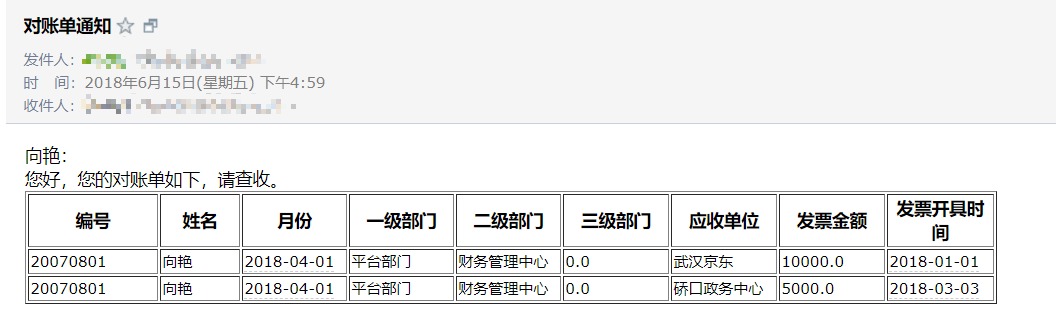 对账单通知
发件人：
时 间：2018年6月15日(星期五) 下午4:59
收件人：
向艳：
您好，您的对账单如下，请查收。
编号 姓名 月份 一级部门 二级部门 三级部门 应收单位 发票金额 发票开具时间
20070801 向艳 2018-04-01 平台部门 财务管理中心 0.0 武汉京东 10000.0 2018-01-01
20070801 向艳 2018-04-01 平台部门 财务管理中心 0.0 硚口政务中心 5000.0 2018-03-03